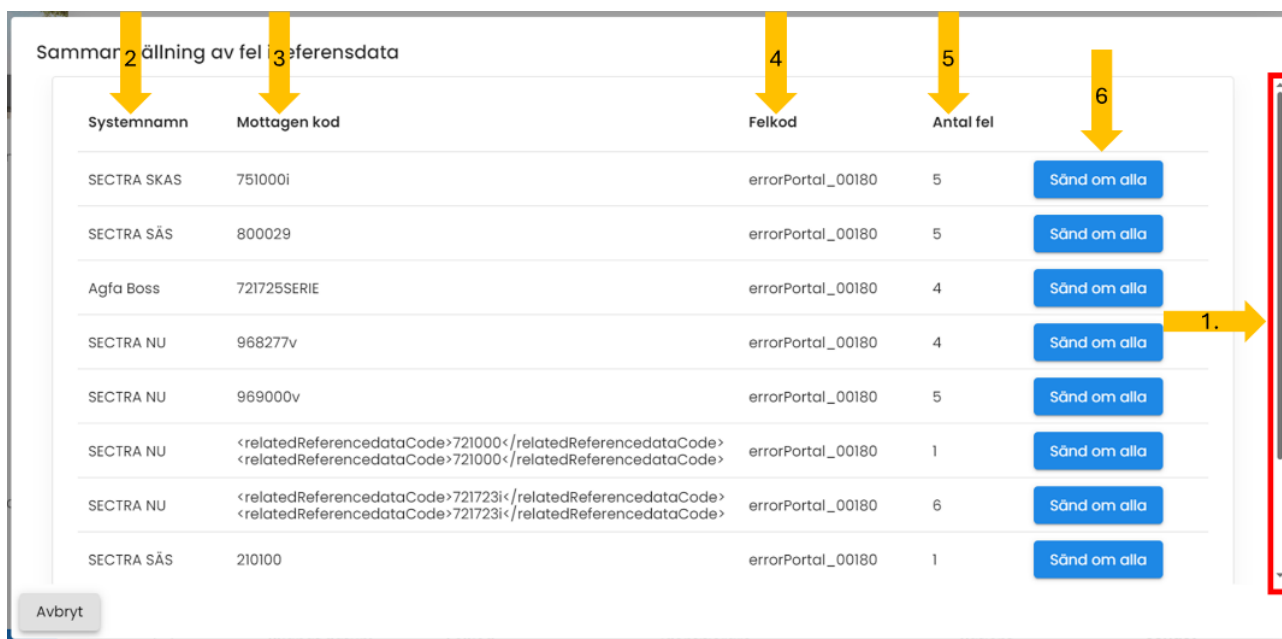 Sammanställning av fel i referensdata
2
3
4
5
6
Systemnamn Mottagen kod Felkod Antal fel
SECTRA SKAS 751000i errorPortal_00180 5 Sänd om alla
SECTRA SÄS 800029 errorPortal_00180 5 Sänd om alla
Agfa Boss 721725SERIE errorPortal_00180 4 Sänd om alla
1.
SECTRA NU 968277v errorPortal_00180 4 Sänd om alla
SECTRA NU 969000v errorPortal_00180 5 Sänd om alla
<relatedReferencedataCode>721000</relatedReferencedataCode>
SECTRA NU <relatedReferencedataCode>721000</relatedReferencedataCode> errorPortal_00180 1 Sänd om alla
<relatedReferencedataCode>721723i</relatedReferencedataCode>
SECTRA NU <relatedReferencedataCode>721723i</relatedReferencedataCode> errorPortal_00180 6 Sänd om alla
SECTRA SÄS 210100 errorPortal_00180 1 Sänd om alla
Avbryt